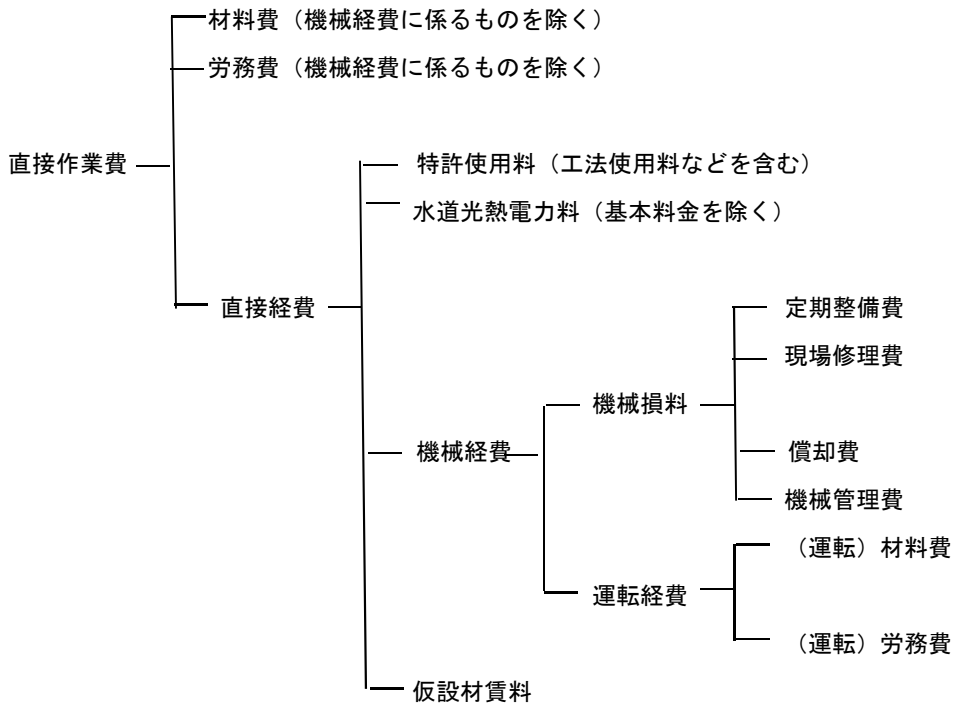 材料費（機械経費に係るものを除く）
労務費（機械経費に係るものを除く）
直接作業費
特許使用料（工法使用料などを含む）
水道光熱電力料（基本料金を除く）
直接経費
定期整備費
現場修理費
機械損料
機械経費
償却費
機械管理費
（運転）材料費
運転経費
（運転）労務費
仮設材賃料